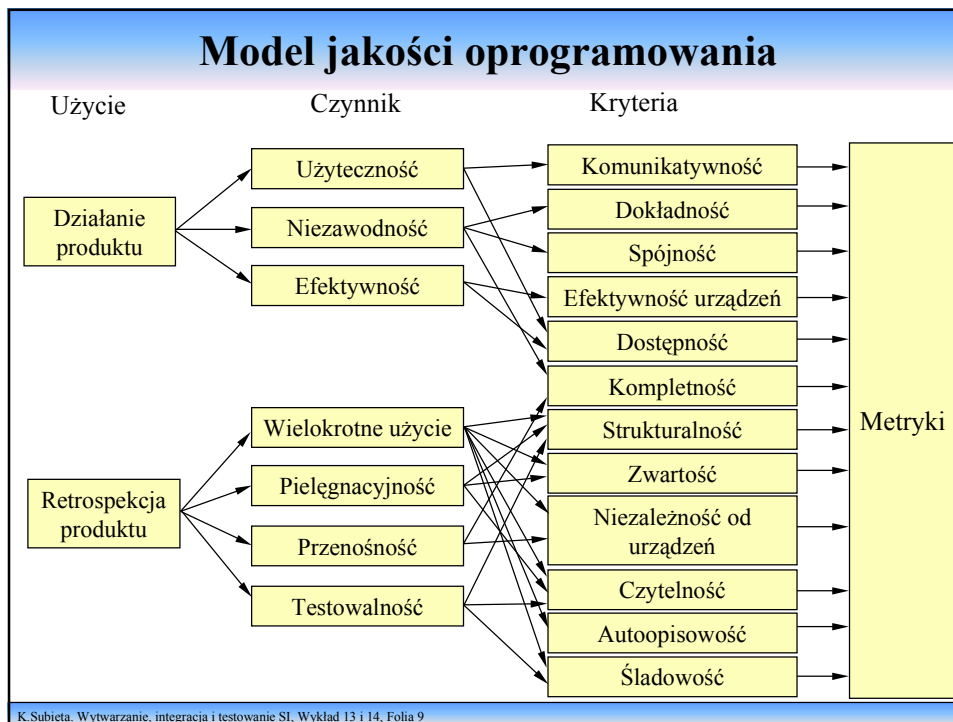 Model jakości oprogramowania
Użycie
Czynnik
Kryteria
Działanie
produktu
Retrospekcja
produktu
Użyteczność
Niezawodność
Efektywność
Wielokrotne użycie
Pielęgnacyjność
Przenośność
Testowalność
Komunikatywność
Dokładność
Spójność
Efektywność urządzeń
Dostępność
Kompletność
Strukturalność
Zwartość
Niezależność od
urządzeń
Czytelność
Autoopisowość
Śladowość
Metryki
K.Subieta. Wytwarzanie, integracja i testowanie SI, Wykład 13 i 14, Folia 9